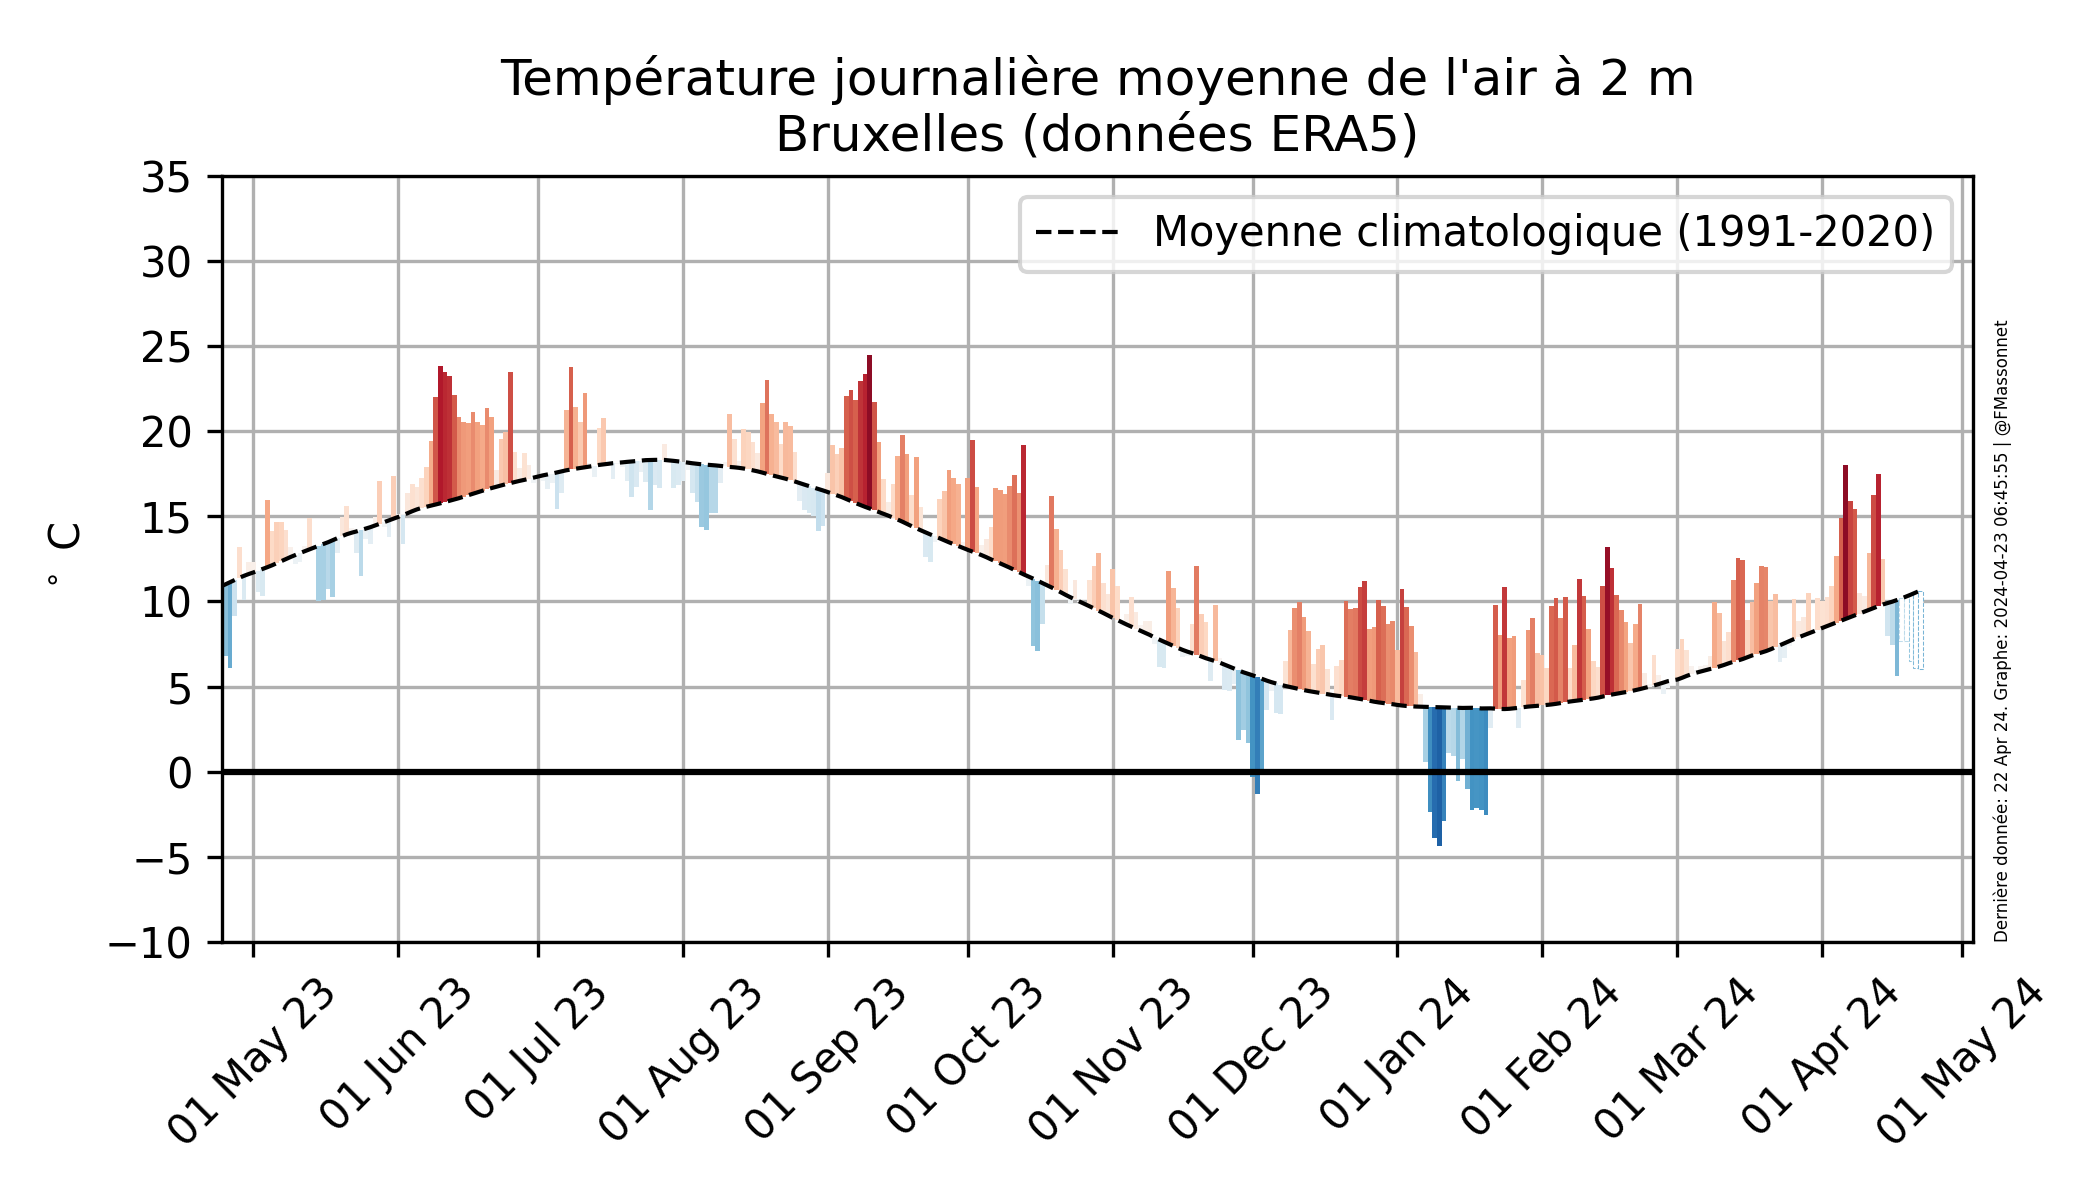 Température journalière moyenne de l'air à 2 m
Bruxelles (données ERA5)
35
30
25
20
15
10
5
0
−5
−10
° C
Moyenne climatologique (1991-2020)
01 May 23
01 Jun 23
01 Jul 23
01 Aug 23
01 Sep 23
01 Oct 23
01 Nov 23
01 Dec 23
01 Jan 24
01 Feb 24
01 Mar 24
01 Apr 24
01 May 24
Dernière donnée: 22 Apr 24. Graphe: 2024-04-23 06:45:55 | @FMassonnet